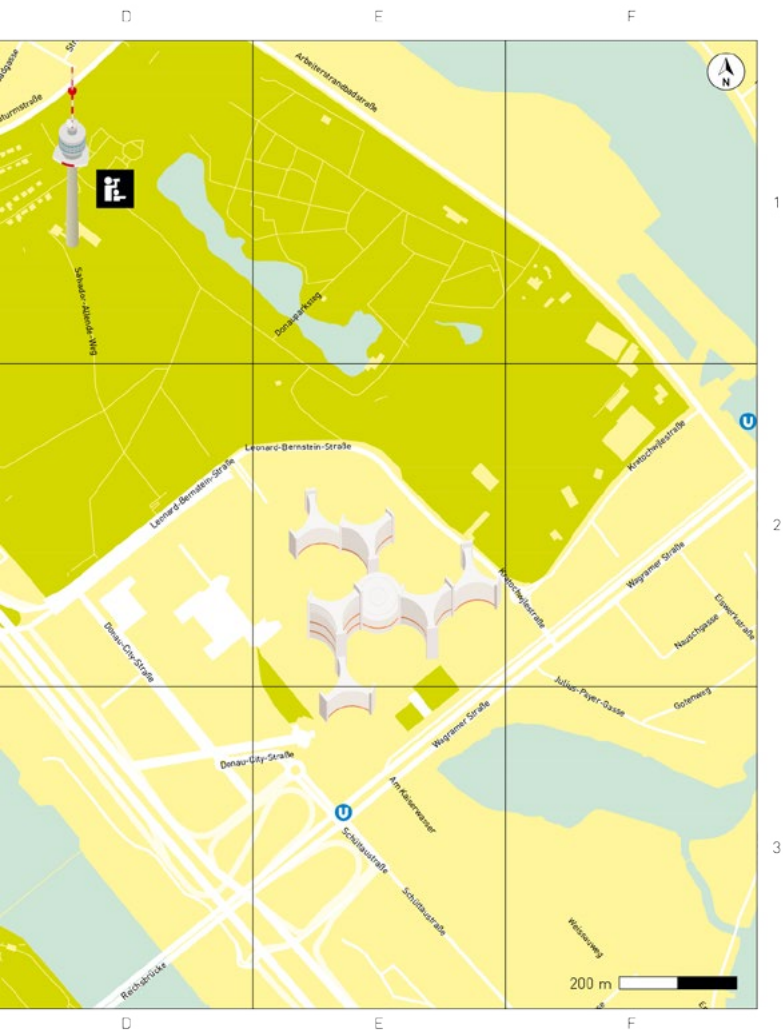 D
E
F
Arbeiterstrandbadstraße
N
1
Salvador-Allende-Weg
Donauparksteg
U
Leonard-Bernstein-Straße
Leonard-Bernstein-Straße
Kratochwjlestraße
2
Wagramer Straße
Kratochwjlestraße
Eiswerkstraße
Nauschgasse
Donau-City-Straße
Julius-Payer-Gasse
Gotenweg
Wagramer Straße
Donau-City-Straße
Am Kaiserwasser
U
Schüttaustraße
3
Schüttaustraße
Weissauweg
Reichsbrücke
200 m
D
E
F